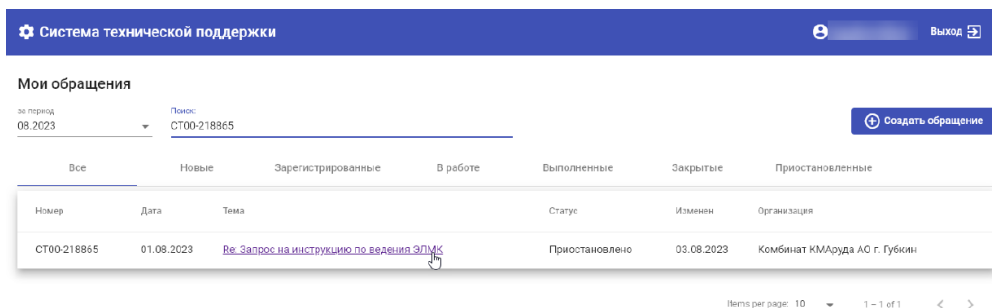 Система технической поддержки
Выход
Мои обращения
за период
08.2023
Поиск:
СТ00-218865
Создать обращение
Все Новые Зарегистрированные В работе Выполненные Закрытые Приостановленные
Номер Дата Тема Статус Изменен Организация
СТ00-218865 01.08.2023 Re: Запрос на инструкцию по ведения ЭЛМК Приостановлено 03.08.2023 Комбинат КМАруда АО г. Губкин
Items per page: 10 1 – 1 of 1